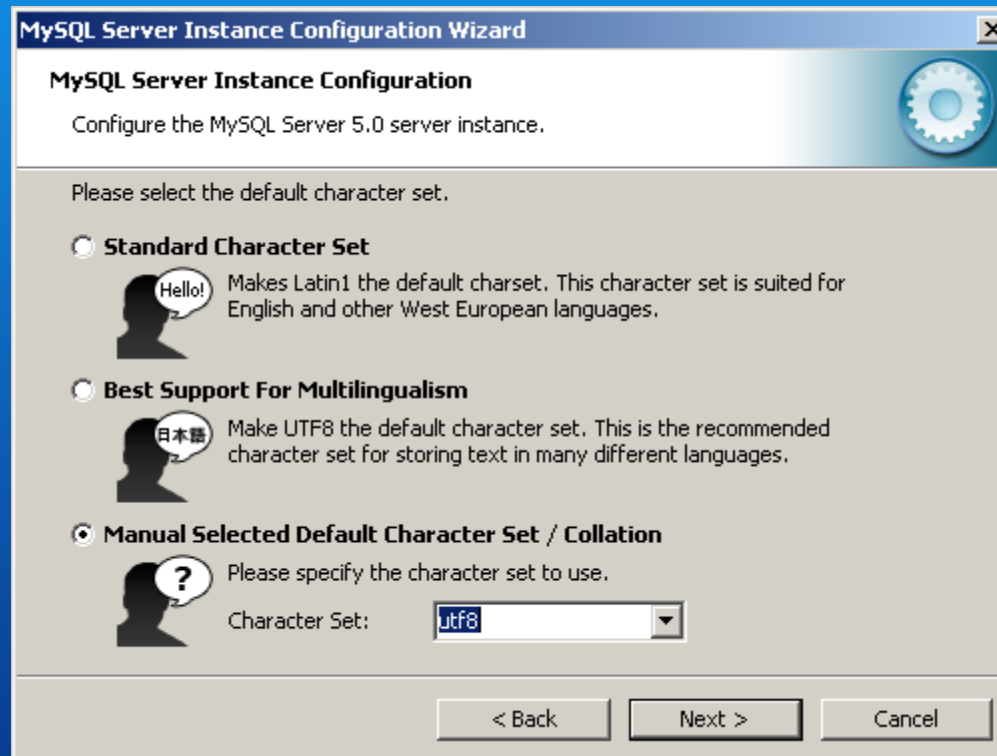 MySQL Server Instance Configuration Wizard
MySQL Server Instance Configuration
Configure the MySQL Server 5.0 server instance.
Please select the default character set.
Standard Character Set
Hello!
Makes Latin1 the default charset. This character set is suited for
English and other West European languages.
Best Support For Multilingualism
日本語
Make UTF8 the default character set. This is the recommended
character set for storing text in many different languages.
Manual Selected Default Character Set / Collation
?
Please specify the character set to use.
Character Set: utf8
< Back Next > Cancel